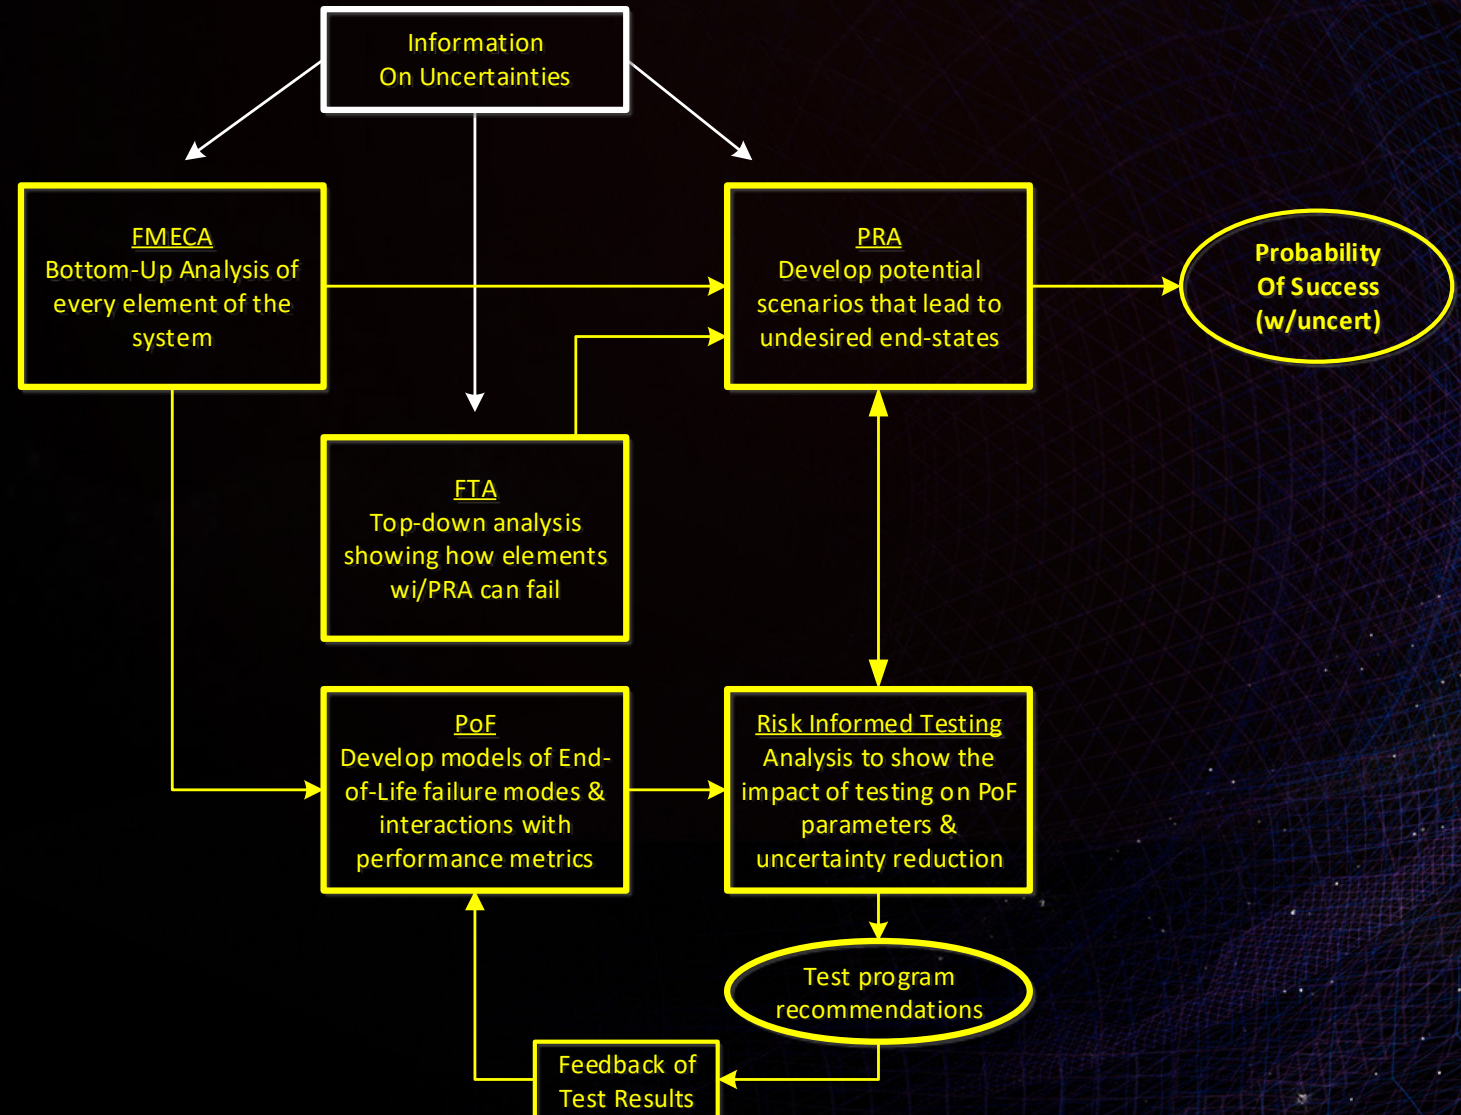 Information
On Uncertainties
FMECA
Bottom-Up Analysis of
every element of the
system
PRA
Develop potential
scenarios that lead to
undesired end-states
Probability
Of Success
(w/uncert)
FTA
Top-down analysis
showing how elements
wi/PRA can fail
PoF
Develop models of End-
of-Life failure modes &
interactions with
performance metrics
Risk Informed Testing
Analysis to show the
impact of testing on PoF
parameters &
uncertainty reduction
Test program
recommendations
Feedback of
Test Results